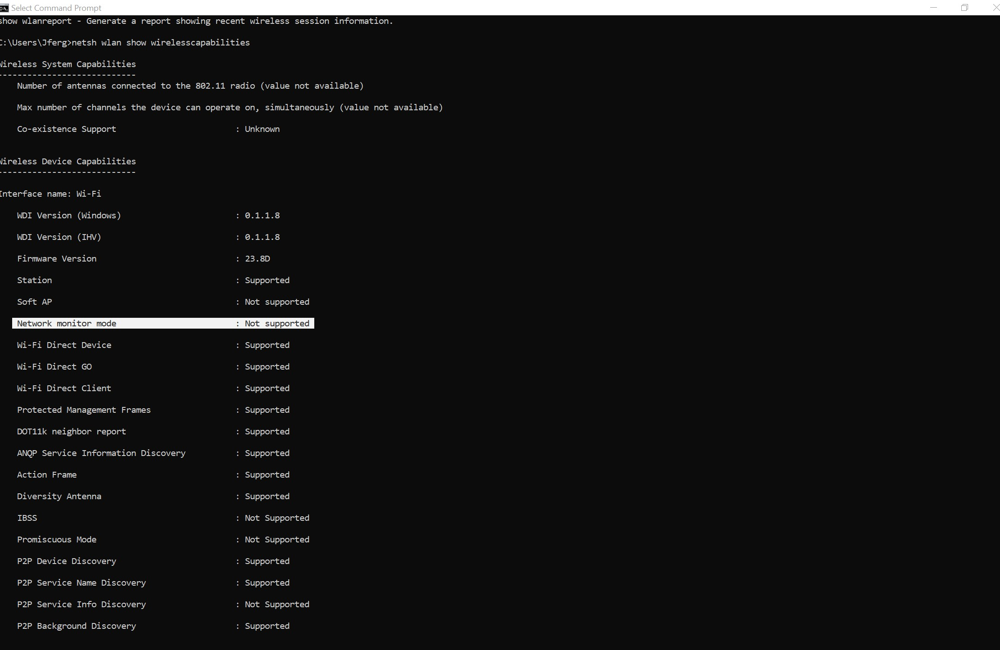 Select Command Prompt
show wlanreport - Generate a report showing recent wireless session information.
C:\Users\Jferg>netsh wlan show wirelesscapabilities
Wireless System Capabilities
----------------------------
Number of antennas connected to the 802.11 radio (value not available)
Max number of channels the device can operate on, simultaneously (value not available)
Co-existence Support : Unknown
Wireless Device Capabilities
----------------------------
Interface name: Wi-Fi
WDI Version (Windows) : 0.1.1.8
WDI Version (IHV) : 0.1.1.8
Firmware Version : 23.8D
Station : Supported
Soft AP : Not supported
Network monitor mode : Not supported
Wi-Fi Direct Device : Supported
Wi-Fi Direct GO : Supported
Wi-Fi Direct Client : Supported
Protected Management Frames : Supported
DOT11k neighbor report : Supported
ANQP Service Information Discovery : Supported
Action Frame : Supported
Diversity Antenna : Supported
IBSS : Not Supported
Promiscuous Mode : Not Supported
P2P Device Discovery : Supported
P2P Service Name Discovery : Supported
P2P Service Info Discovery : Not Supported
P2P Background Discovery : Supported